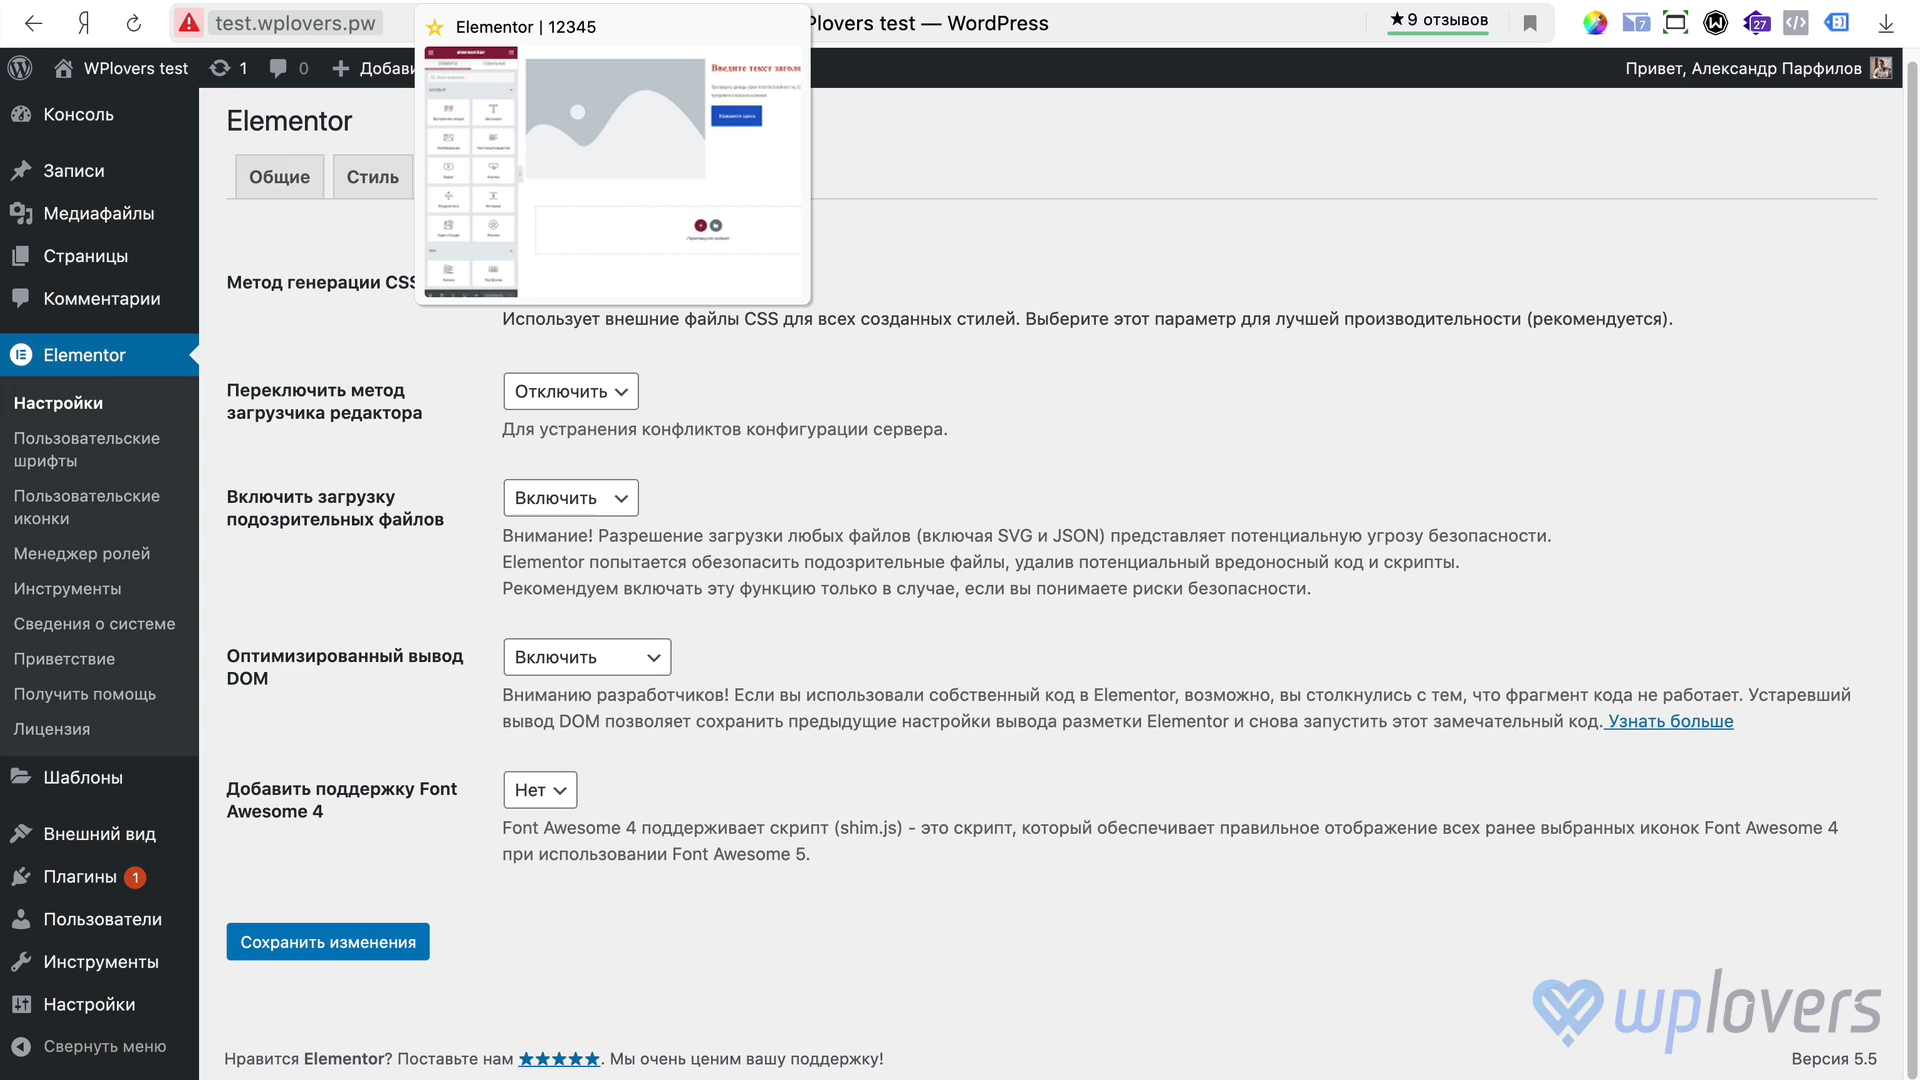 test.wplovers.pw
Elementor | 12345
Plovers test — WordPress
★9 отзывов
7
27
WPlovers test
1
0
Добави
Привет, Александр Парфилов
Консоль
Записи
Медиафайлы
Страницы
Комментарии
Elementor
Настройки
Пользовательские
шрифты
Пользовательские
иконки
Менеджер ролей
Инструменты
Сведения о системе
Приветствие
Получить помощь
Лицензия
Шаблоны
Внешний вид
Плагины 1
Пользователи
Инструменты
Настройки
Свернуть меню
Elementor
Общие
Стиль
elementor
Введите текст заголо
Метод генерации CSS
Использует внешние файлы CSS для всех созданных стилей. Выберите этот параметр для лучшей производительности (рекомендуется).
Переключить метод
загрузчика редактора
Отключить
Для устранения конфликтов конфигурации сервера.
Включить загрузку
подозрительных файлов
Включить
Внимание! Разрешение загрузки любых файлов (включая SVG и JSON) представляет потенциальную угрозу безопасности.
Elementor попытается обезопасить подозрительные файлы, удалив потенциальный вредоносный код и скрипты.
Рекомендуем включать эту функцию только в случае, если вы понимаете риски безопасности.
Оптимизированный вывод
DOM
Включить
Вниманию разработчиков! Если вы использовали собственный код в Elementor, возможно, вы столкнулись с тем, что фрагмент кода не работает. Устаревший
вывод DOM позволяет сохранить предыдущие настройки вывода разметки Elementor и снова запустить этот замечательный код. Узнать больше
Добавить поддержку Font
Awesome 4
Нет
Font Awesome 4 поддерживает скрипт (shim.js) - это скрипт, который обеспечивает правильное отображение всех ранее выбранных иконок Font Awesome 4
при использовании Font Awesome 5.
Сохранить изменения
wplovers
Нравится Elementor? Поставьте нам ★★★★★. Мы очень ценим вашу поддержку!
Версия 5.5